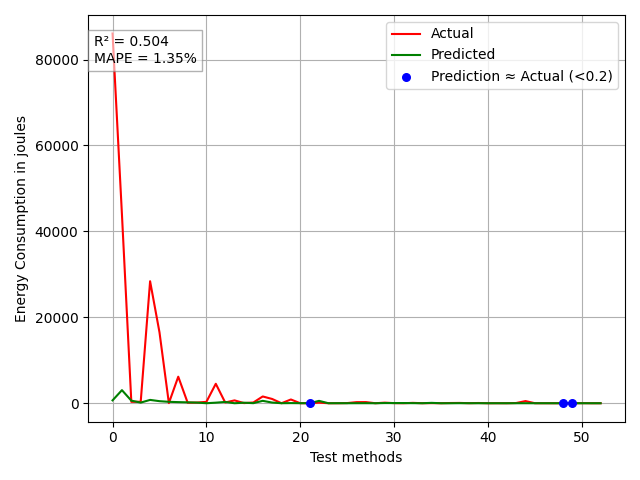 R² = 0.504
MAPE = 1.35%
Actual
Predicted
Prediction ≈ Actual (<0.2)
80000
60000
40000
20000
0
Energy Consumption in joules
0 10 20 30 40 50
Test methods